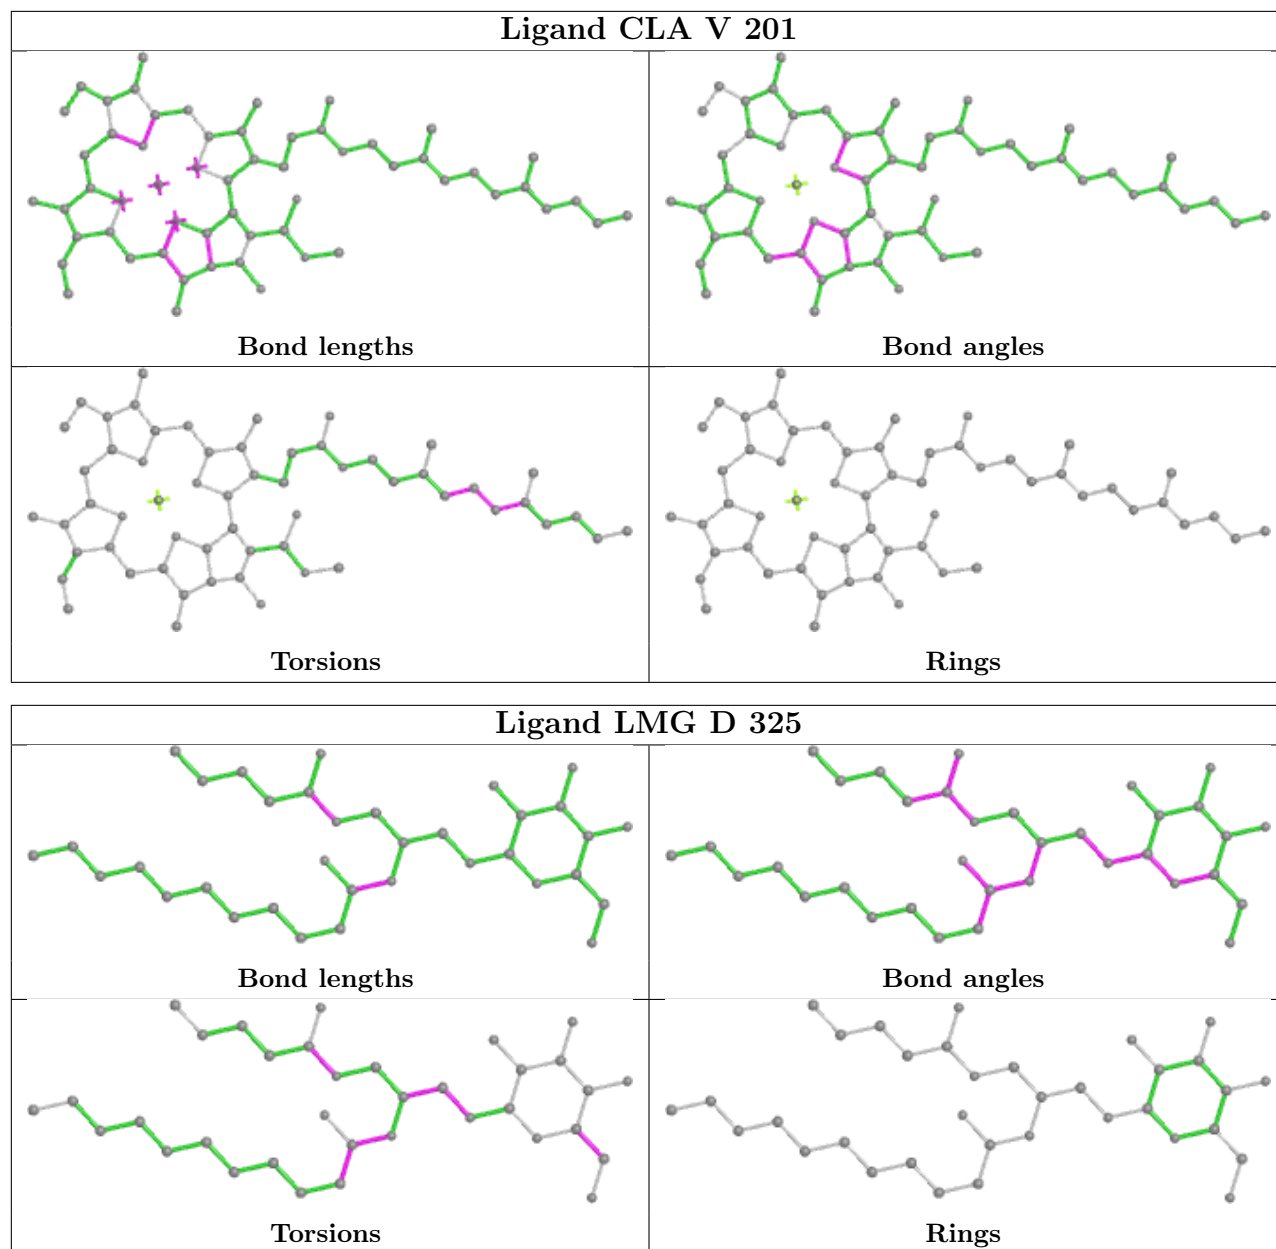 Ligand CLA V 201
Bond lengths
Bond angles
Torsions
Rings
Ligand LMG D 325
Bond lengths
Bond angles
Torsions
Rings